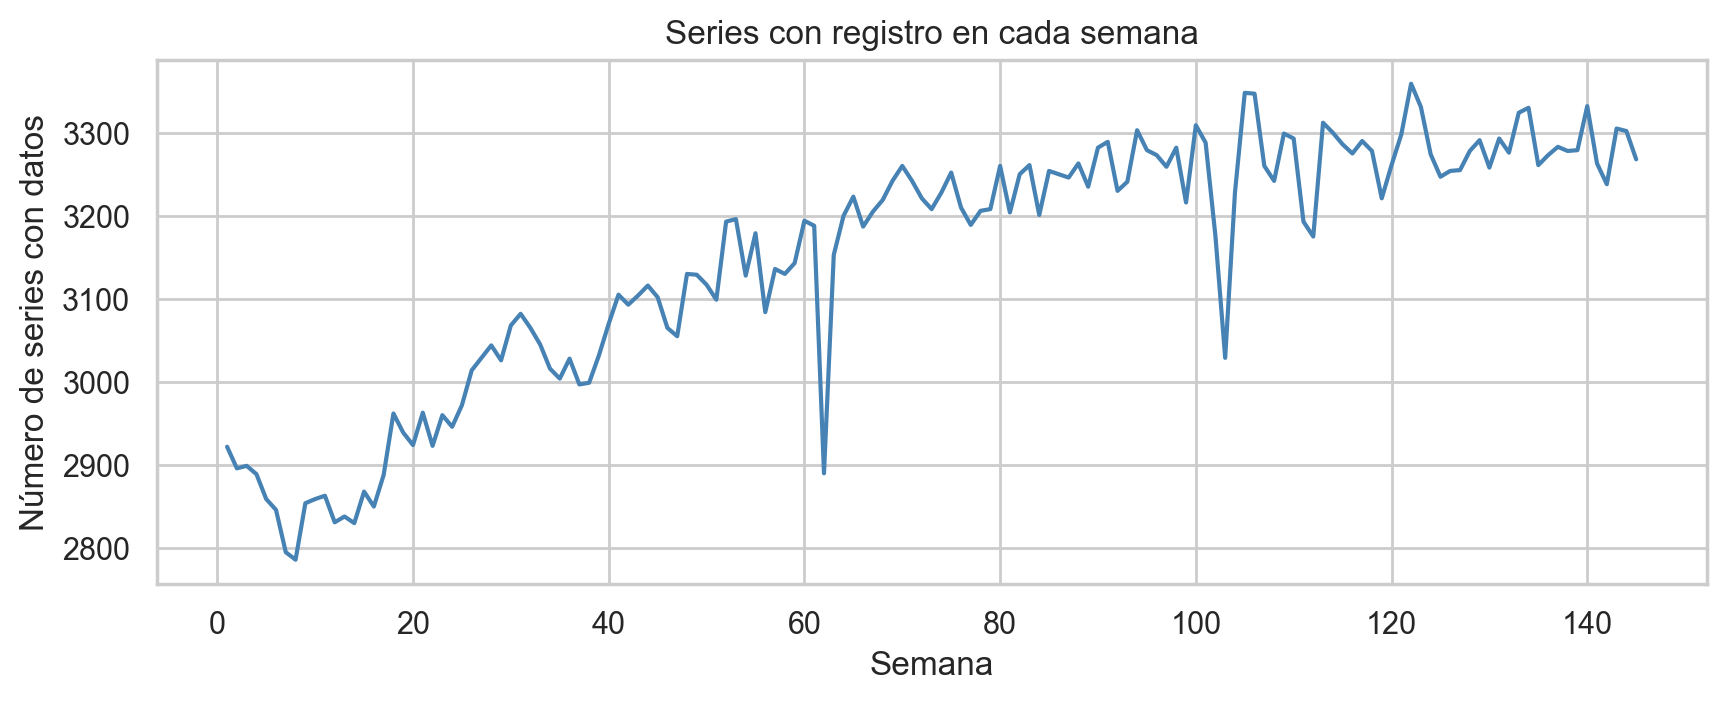 Series con registro en cada semana
Número de series con datos
3300
3200
3100
3000
2900
2800
0 20 40 60 80 100 120 140
Semana